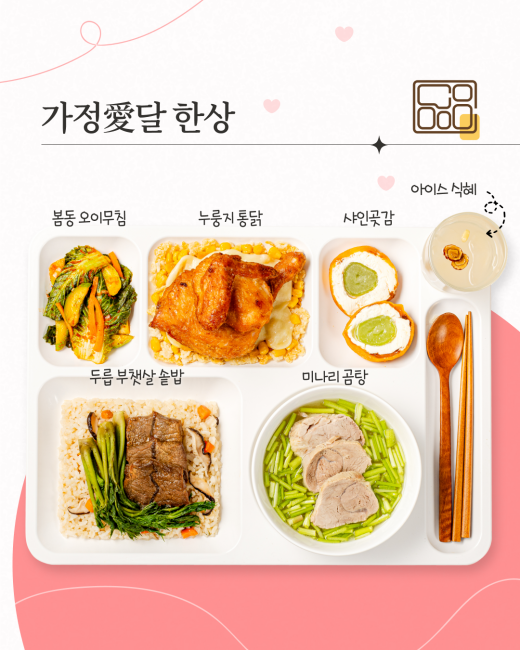 가정愛달 한상
아이스 식혜
봄동 오이무침
누룽지 통닭
샤인곶감
두릅 부챗살 솥밥
미나리 곰탕